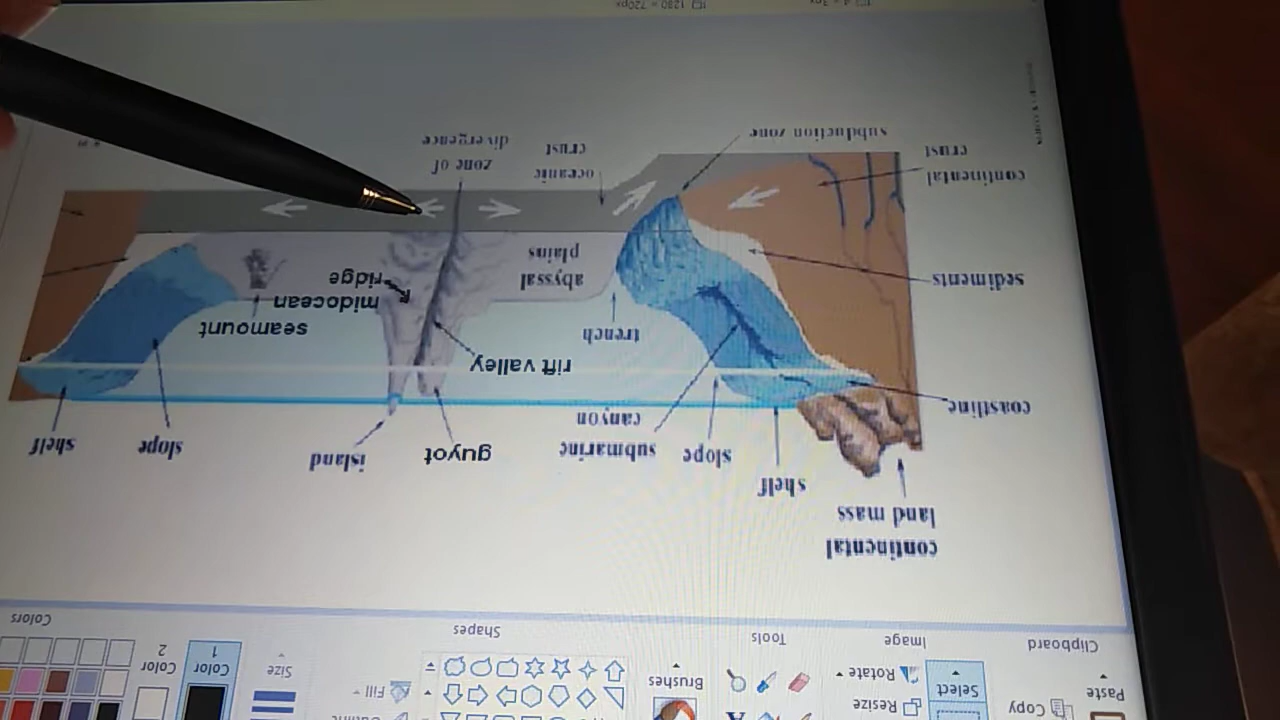 Clipboard
Paste
Copy
Image
Select
Resize
Rotate
Tools
Brushes
Shapes
Fill
Size
Color
1
Color
2
Colors
continental
land mass
shelf
slope
submarine
canyon
guyot
island
slope
shelf
coastline
rift valley
trench
seamount
midocean
ridge
sediments
abyssal
plains
continental
crust
subduction zone
oceanic
crust
zone of
divergence
1280 × 720px